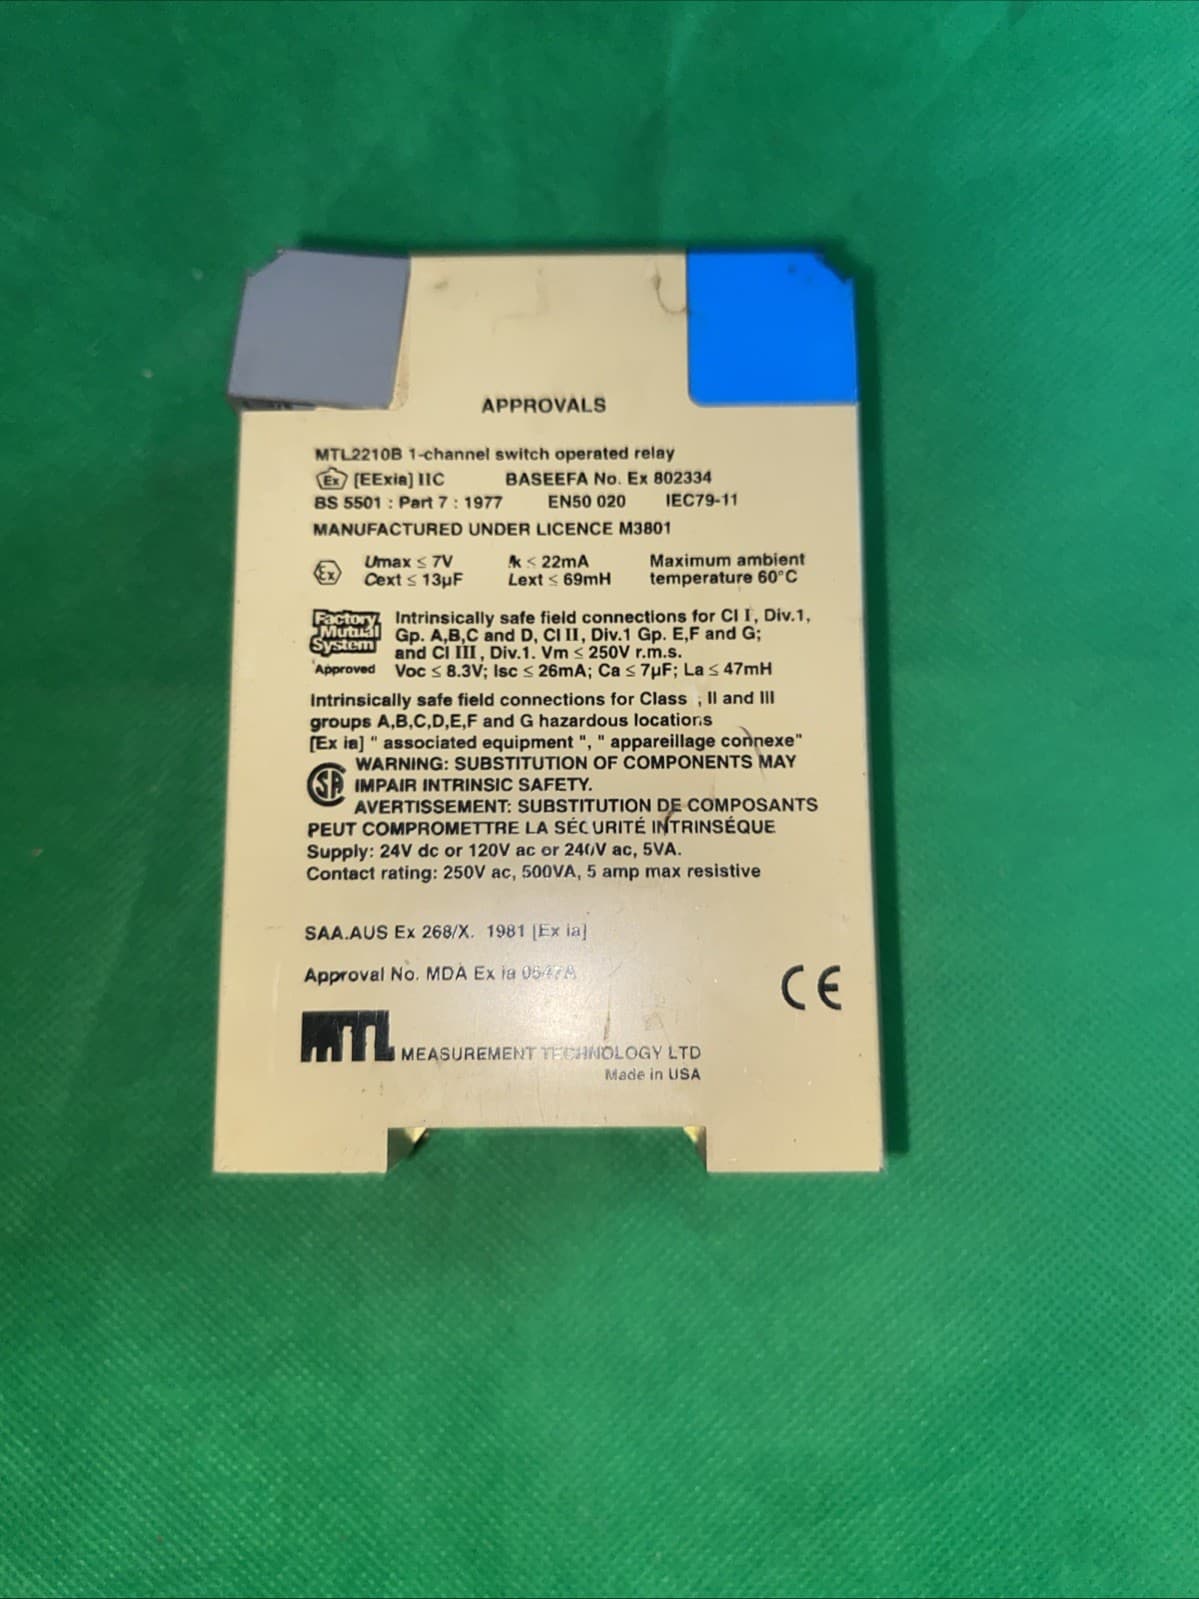 APPROVALS
MTL2210B 1-channel switch operated relay
Ex [EExia] IIC BASEEFA No. Ex 802334
BS 5501 : Part 7 : 1977 EN50 020 IEC79-11
MANUFACTURED UNDER LICENCE M3801
Ex Umax ≤ 7V Ik ≤ 22mA Maximum ambient
Cext ≤ 13µF Lext ≤ 69mH temperature 60°C
Factory Mutual System Approved
Intrinsically safe field connections for Cl I, Div.1,
Gp. A,B,C and D, Cl II, Div.1 Gp. E,F and G;
and Cl III, Div.1. Vm ≤ 250V r.m.s.
Voc ≤ 8.3V; Isc ≤ 26mA; Ca ≤ 7µF; La ≤ 47mH
Intrinsically safe field connections for Class , II and III
groups A,B,C,D,E,F and G hazardous locations
[Ex ia] " associated equipment ", " appareillage connexe"
SA WARNING: SUBSTITUTION OF COMPONENTS MAY
IMPAIR INTRINSIC SAFETY.
AVERTISSEMENT: SUBSTITUTION DE COMPOSANTS
PEUT COMPROMETTRE LA SÉCURITÉ INTRINSÉQUE
Supply: 24V dc or 120V ac or 240V ac, 5VA.
Contact rating: 250V ac, 500VA, 5 amp max resistive
SAA.AUS Ex 268/X. 1981 [Ex ia]
Approval No. MDA Ex ia
CE
MTL MEASUREMENT TECHNOLOGY LTD
Made in USA